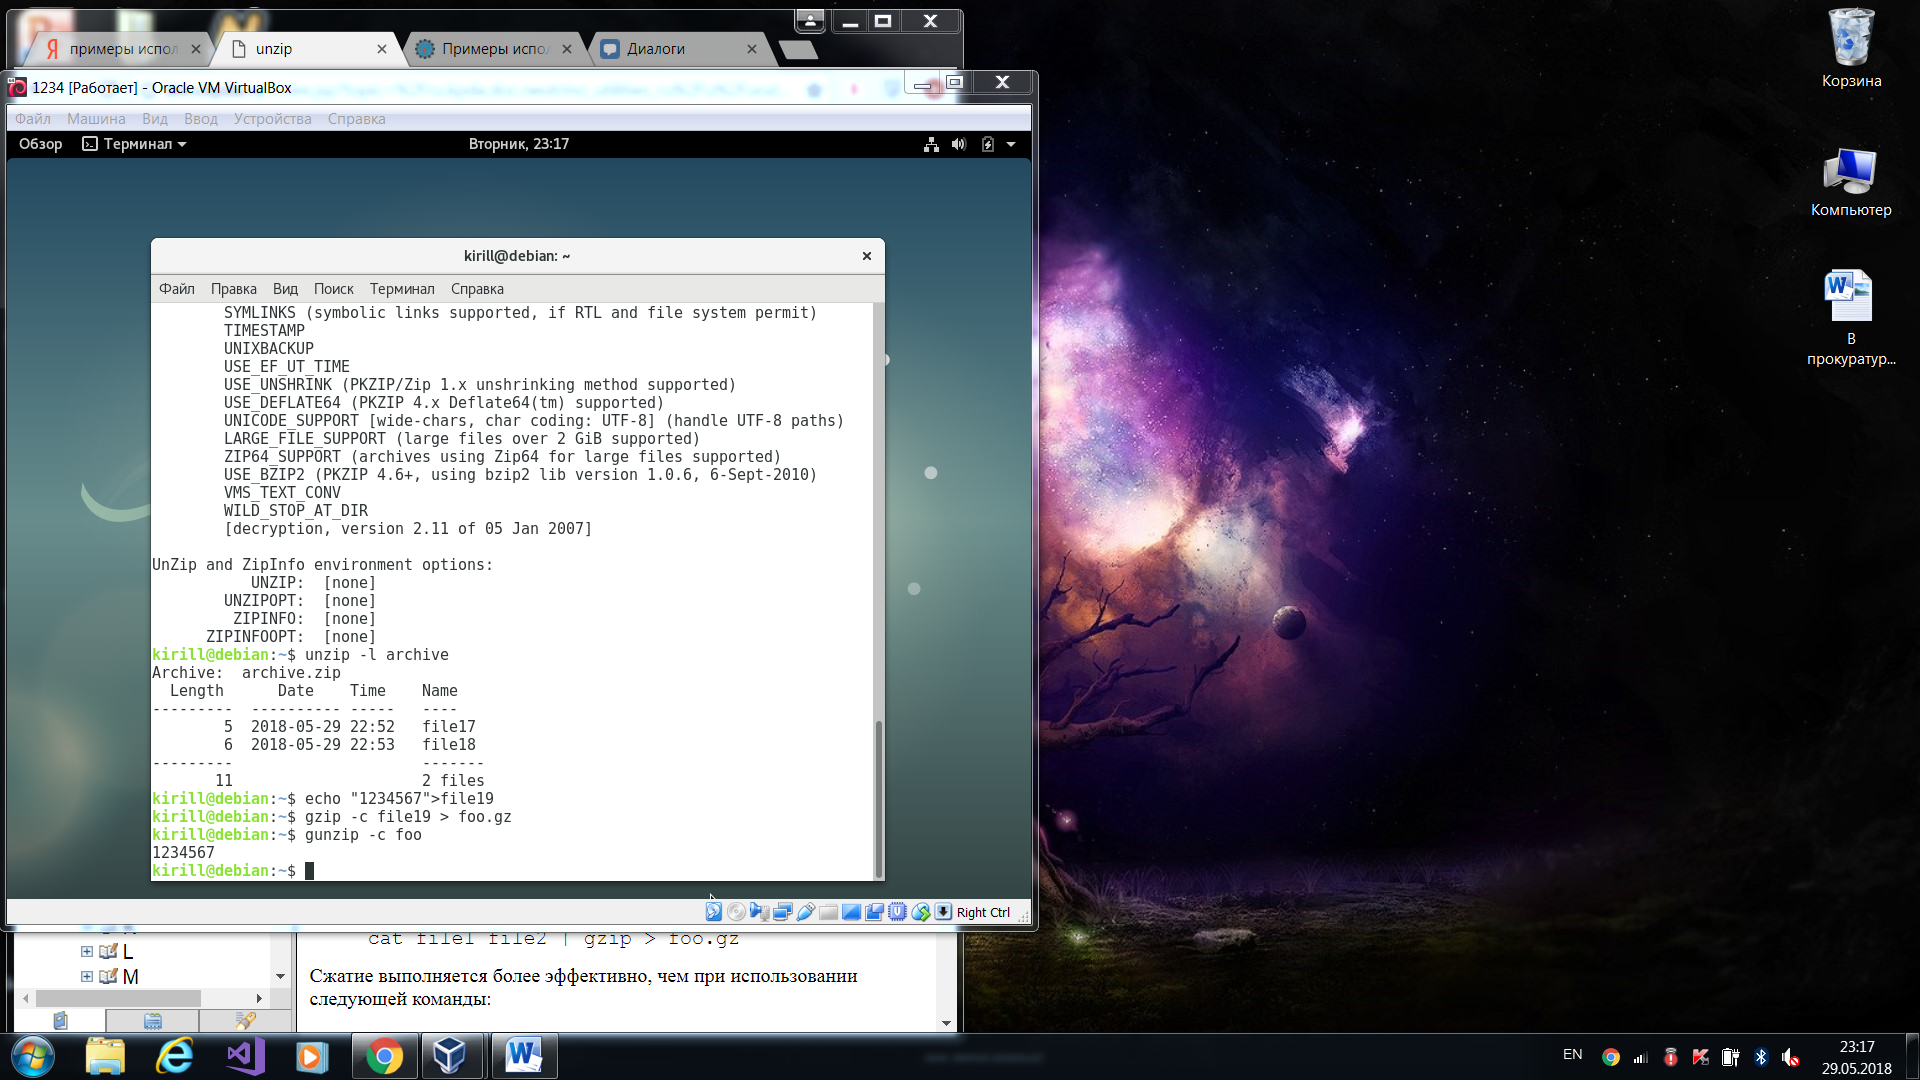 примеры испол
unzip
Примеры испо
Диалоги
1234 [Работает] - Oracle VM VirtualBox
Файл Машина Вид Ввод Устройства Справка
Обзор Терминал Вторник, 23:17
kirill@debian: ~
Файл Правка Вид Поиск Терминал Справка
SYMLINKS (symbolic links supported, if RTL and file system permit)
TIMESTAMP
UNIXBACKUP
USE_EF_UT_TIME
USE_UNSHRINK (PKZIP/Zip 1.x unshrinking method supported)
USE_DEFLATE64 (PKZIP 4.x Deflate64(tm) supported)
UNICODE_SUPPORT [wide-chars, char coding: UTF-8] (handle UTF-8 paths)
LARGE_FILE_SUPPORT (large files over 2 GiB supported)
ZIP64_SUPPORT (archives using Zip64 for large files supported)
USE_BZIP2 (PKZIP 4.6+, using bzip2 lib version 1.0.6, 6-Sept-2010)
VMS_TEXT_CONV
WILD_STOP_AT_DIR
[decryption, version 2.11 of 05 Jan 2007]
UnZip and ZipInfo environment options:
UNZIP:  [none]
UNZIPOPT:  [none]
ZIPINFO:  [none]
ZIPINFOOPT:  [none]
kirill@debian:~$ unzip -l archive
Archive:  archive.zip
Length      Date    Time    Name
---------  ---------- -----   ----
5  2018-05-29 22:52   file17
6  2018-05-29 22:53   file18
---------                     -------
11                     2 files
kirill@debian:~$ echo "1234567">file19
kirill@debian:~$ gzip -c file19 > foo.gz
kirill@debian:~$ gunzip -c foo
1234567
kirill@debian:~$
Right Ctrl
cat file1 file2 | gzip > foo.gz
L
M
Сжатие выполняется более эффективно, чем при использовании
следующей команды:
Корзина
Компьютер
В
прокуратур...
EN
23:17
29.05.2018